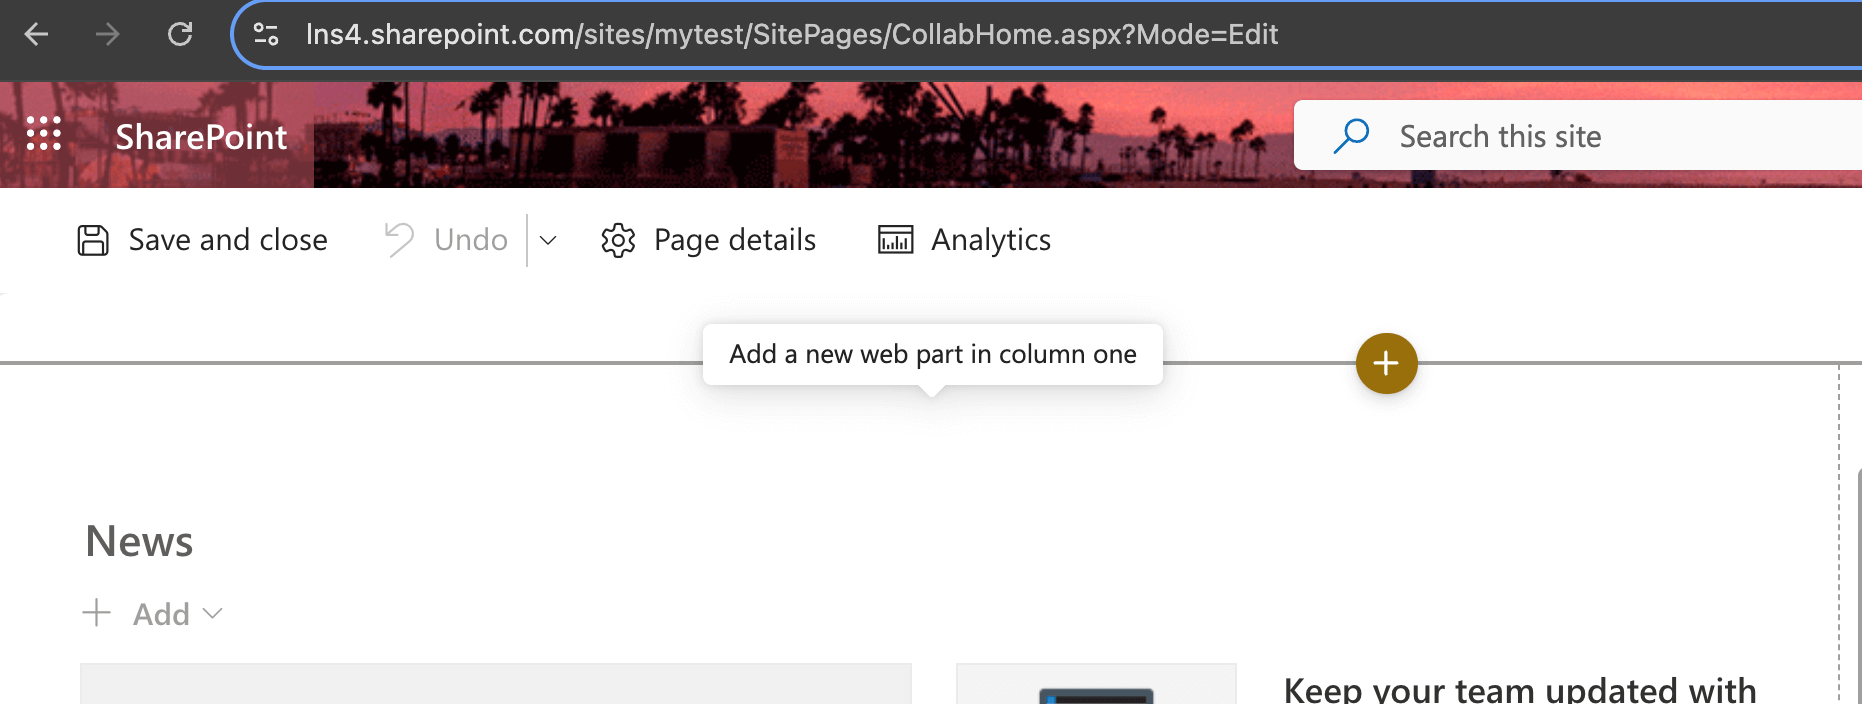 lns4.sharepoint.com/sites/mytest/SitePages/CollabHome.aspx?Mode=Edit
SharePoint
Search this site
Save and close
Undo
Page details
Analytics
Add a new web part in column one
News
Add
Keep your team updated with